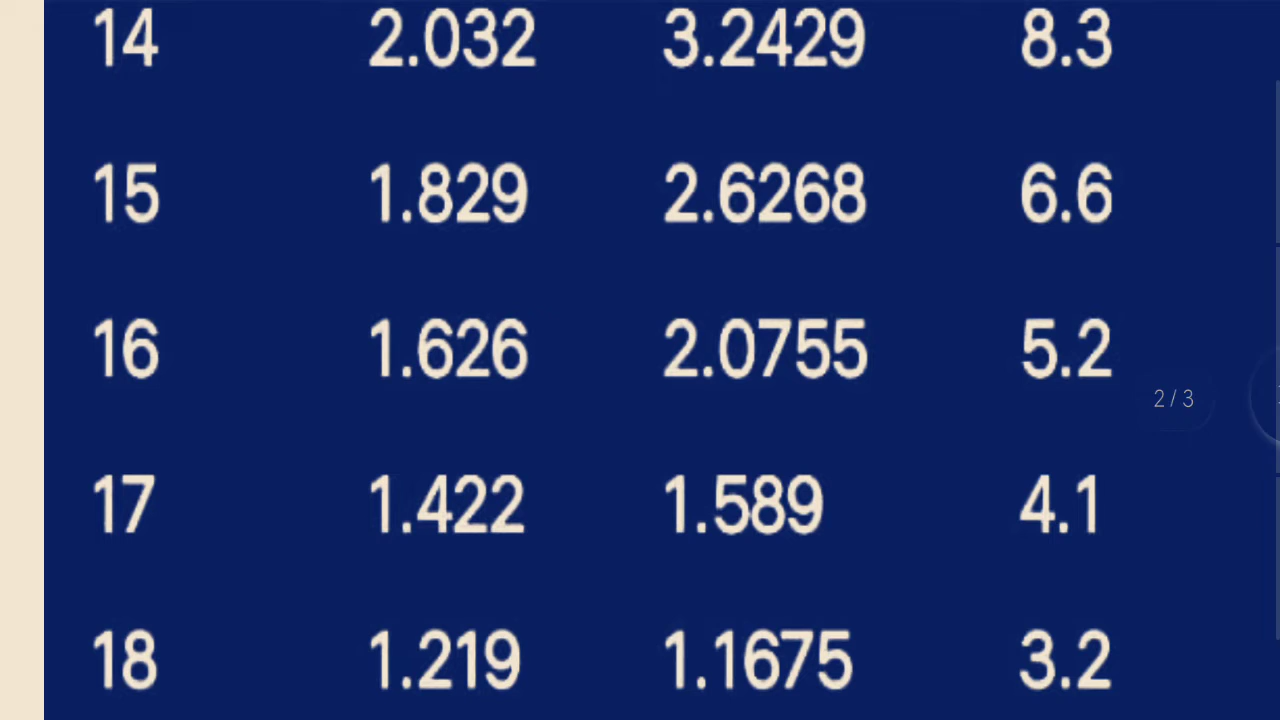 14 2.032 3.2429 8.3
15 1.829 2.6268 6.6
16 1.626 2.0755 5.2
2 / 3
17 1.422 1.589 4.1
18 1.219 1.1675 3.2